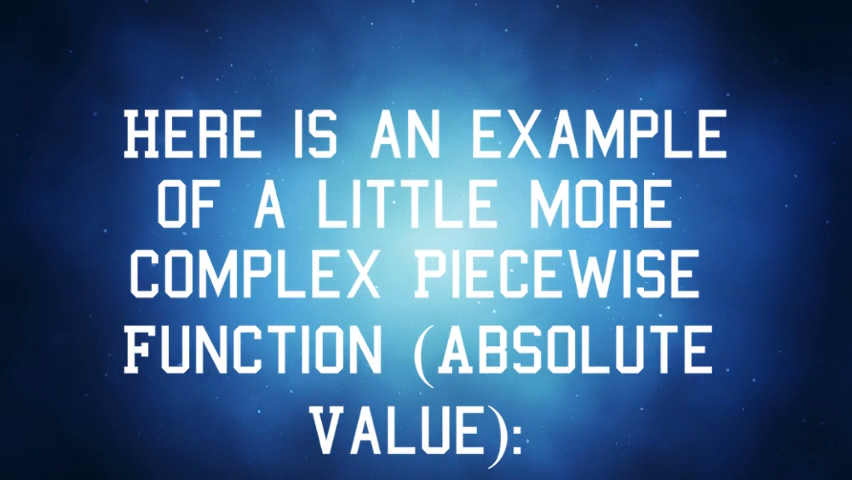 Here is an example
of a little more
complex Piecewise
Function (Absolute
Value):